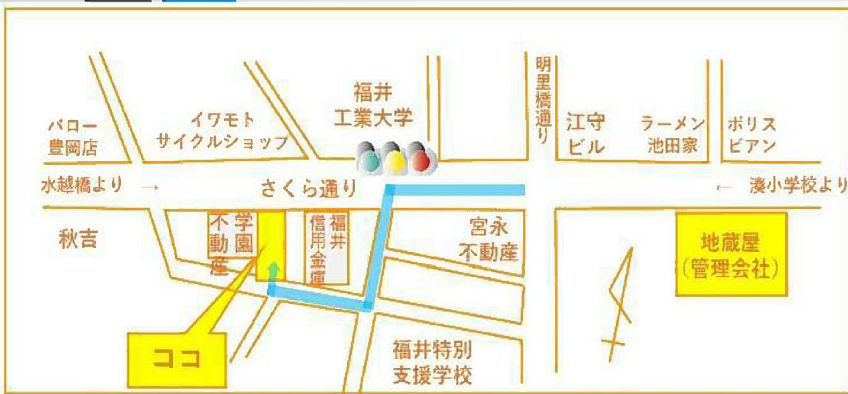 バロー
豊岡店
イワモト
サイクルショップ
福井
工業大学
明里橋通り
江守
ビル
ラーメン
池田家
ボリス
ビアン
水越橋より →
さくら通り
← 湊小学校より
秋吉
学園
不動産
福井
信用金庫
宮永
不動産
地蔵屋
(管理会社)
ココ
福井特別
支援学校